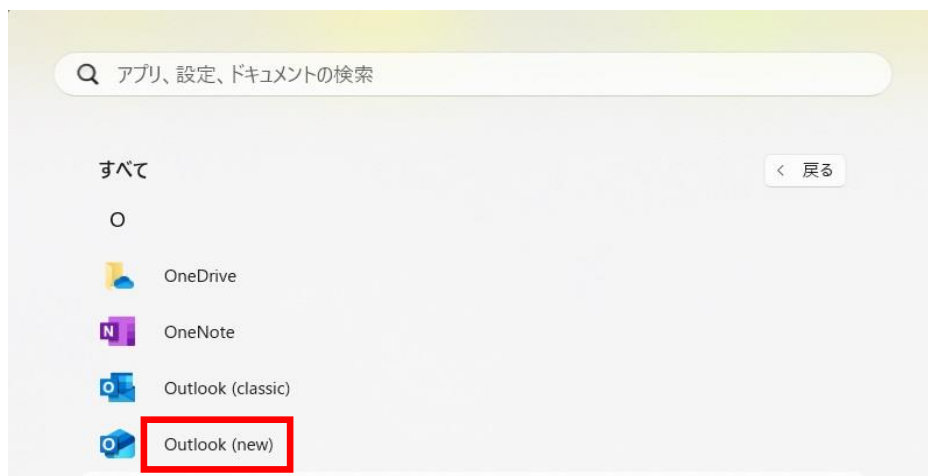 アプリ、設定、ドキュメントの検索
すべて
< 戻る
O
OneDrive
OneNote
Outlook (classic)
Outlook (new)